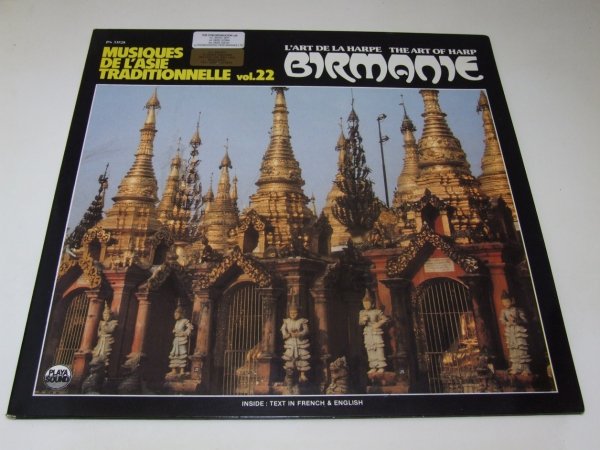 MUSIQUES
DE L'ASIE
TRADITIONNELLE vol.22
L'ART DE LA HARPE THE ART OF HARP
BIRMANIE
PLAYA
SOUND
INSIDE : TEXT IN FRENCH & ENGLISH